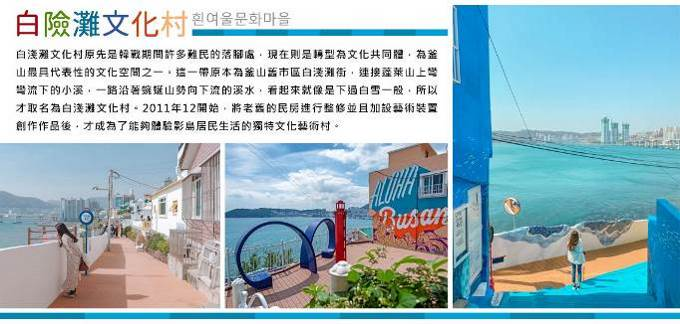 白險灘文化村 흰여울문화마을
白淺灘文化村原先是韓戰期間許多難民的落腳處，現在則是轉型為文化共同體，為釜
山最具代表性的文化空間之一。這一帶原本為釜山舊市區白淺灘街，連接蓬萊山上彎
彎流下的小溪，一路沿著蜿蜒山勢向下流的溪水，看起來就像是下過白雪一般，所以
才取名為白淺灘文化村。2011年12開始，將老舊的民房進行整修並且加設藝術裝置
創作作品後，才成為了能夠體驗影島居民生活的獨特文化藝術村。
ALOHA
Busan